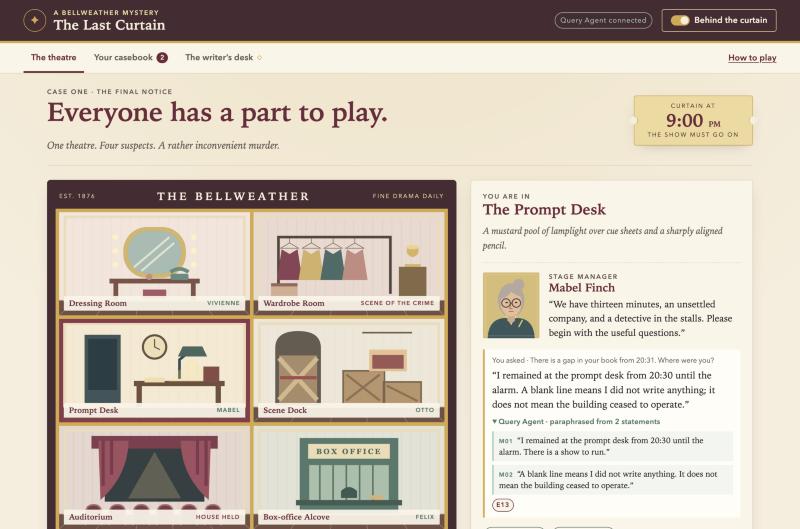 A BELLWEATHER MYSTERY
The Last Curtain
Query Agent connected
Behind the curtain
The theatre
Your casebook 2
The writer's desk
How to play
CASE ONE · THE FINAL NOTICE
Everyone has a part to play.
One theatre. Four suspects. A rather inconvenient murder.
CURTAIN AT
9:00 PM
THE SHOW MUST GO ON
EST. 1876
THE BELLWEATHER
FINE DRAMA DAILY
Dressing Room
VIVIENNE
Wardrobe Room
SCENE OF THE CRIME
Prompt Desk
MABEL
Scene Dock
OTTO
Auditorium
HOUSE HELD
BOX OFFICE
Box-office Alcove
FELIX
YOU ARE IN
The Prompt Desk
A mustard pool of lamplight over cue sheets and a sharply aligned
pencil.
STAGE MANAGER
Mabel Finch
“We have thirteen minutes, an unsettled
company, and a detective in the stalls. Please
begin with the useful questions.”
You asked · There is a gap in your book from 20:31. Where were you?
“I remained at the prompt desk from 20:30 until the
alarm. A blank line means I did not write anything; it
does not mean the building ceased to operate.”
▾ Query Agent · paraphrased from 2 statements
M01 “I remained at the prompt desk from 20:30 until the
alarm. There is a show to run.”
M02 “A blank line means I did not write anything. It does not
mean the building ceased to operate.”
E13